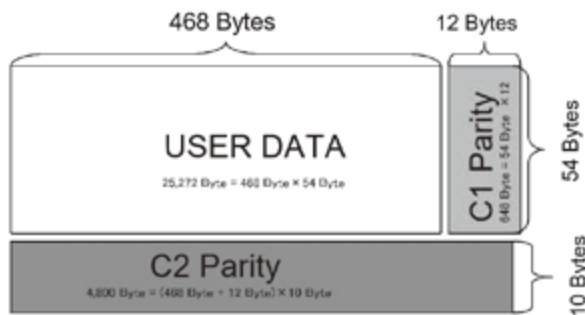 468 Bytes
12 Bytes
USER DATA
25,272 Byte = 468 Byte × 54 Byte
C1 Parity
648 Byte = 54 Byte × 12
54 Bytes
C2 Parity
4,800 Byte = (468 Byte + 12 Byte) × 10 Byte
10 Bytes